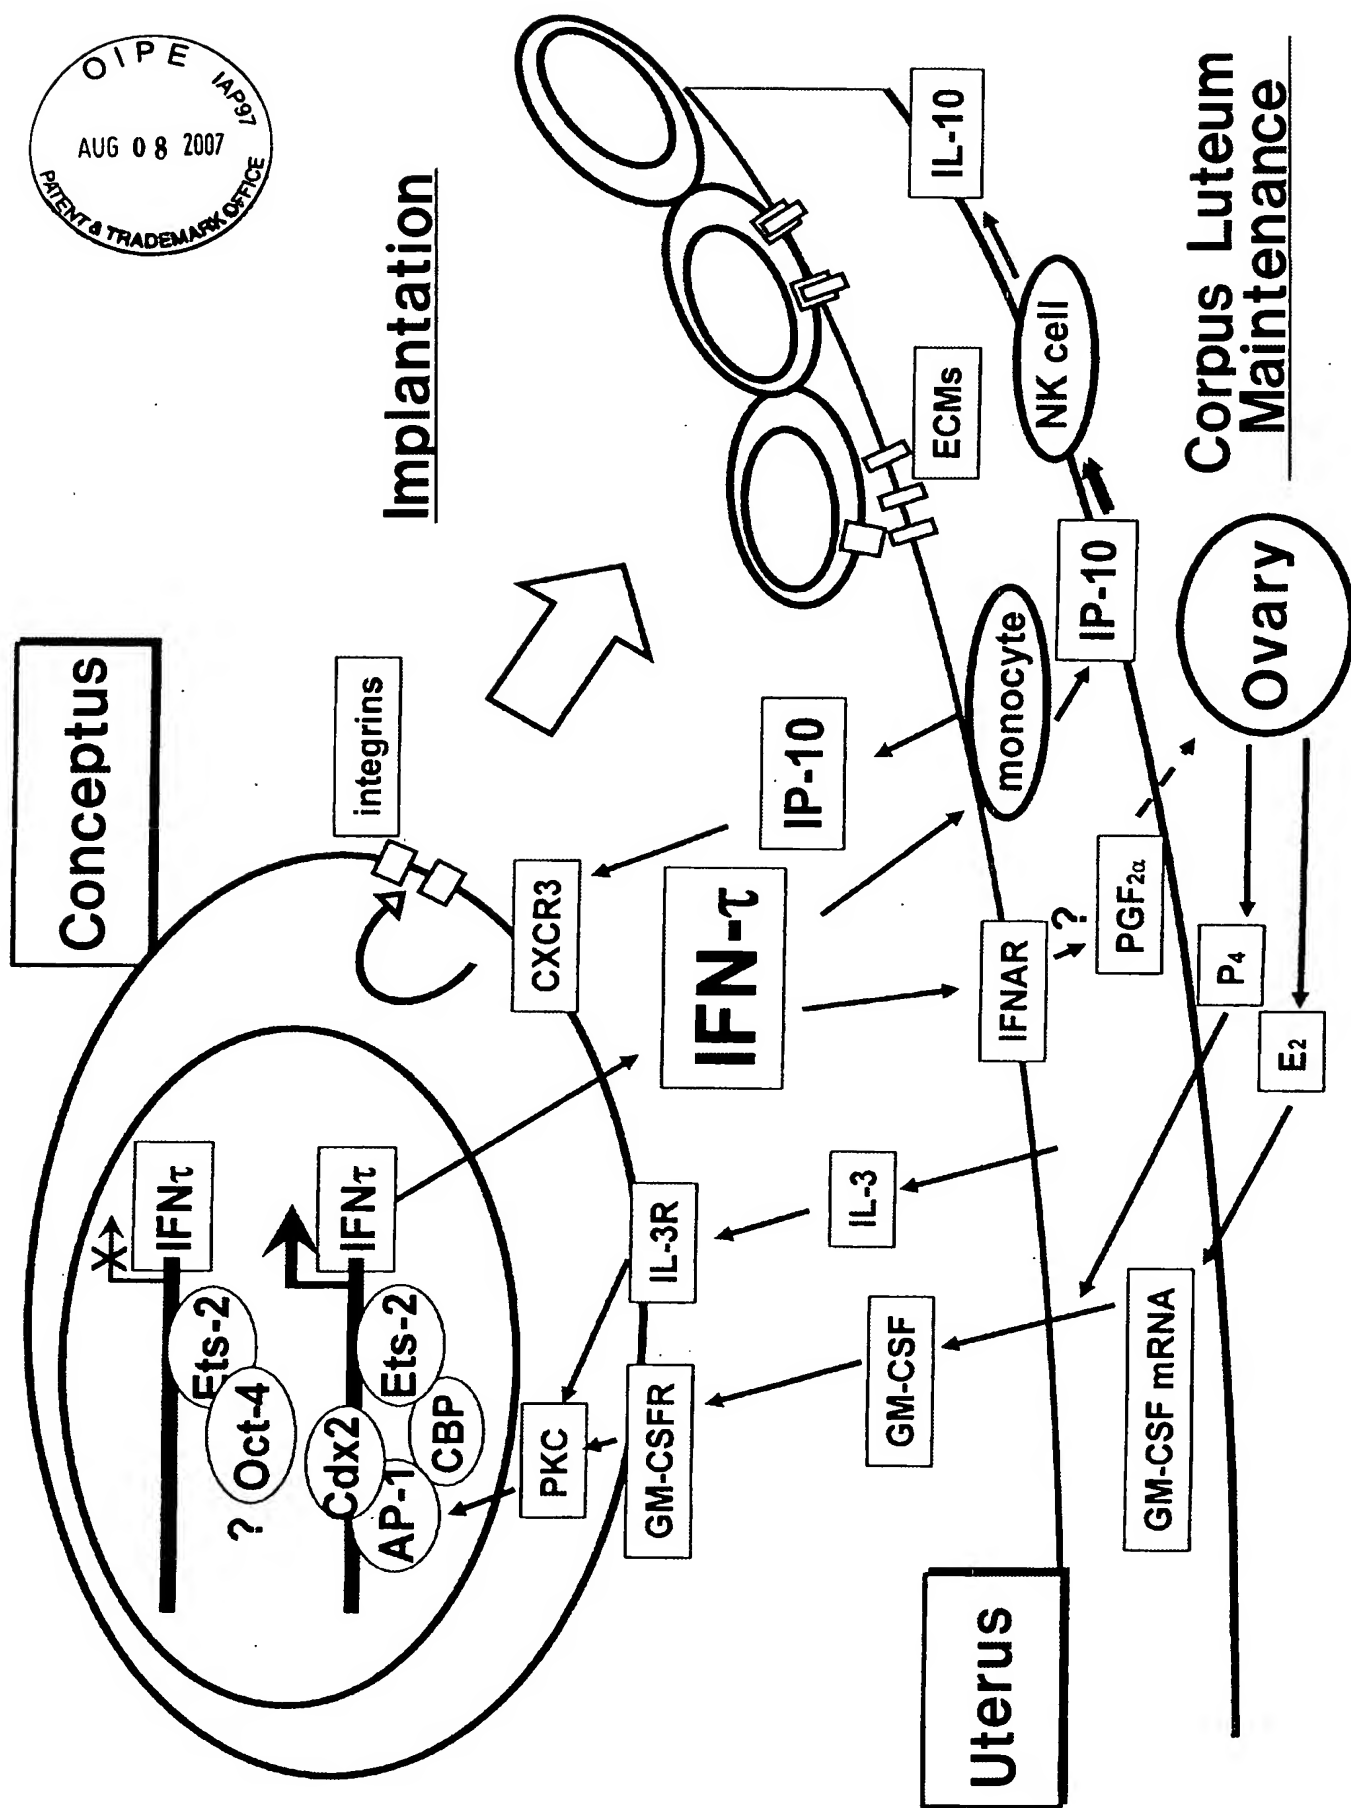 OIPE
IAP97
AUG 08 2007
PATENT & TRADEMARK OFFICE
Conceptus
Implantation
IFNτ
Ets-2
Oct-4
?
IFNτ
Ets-2
Cdx2
CBP
AP-1
integrins
PKC
CXCR3
IL-3R
GM-CSFR
IFN-τ
IP-10
IL-3
GM-CSF
ECMs
IL-10
Uterus
IFNAR
monocyte
NK cell
?
PGF2α
IP-10
GM-CSF mRNA
P4
E2
Ovary
Corpus Luteum
Maintenance